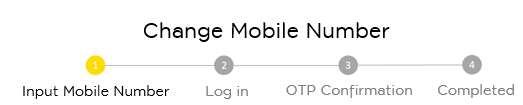 Change Mobile Number
1 2 3 4
Input Mobile Number Log in OTP Confirmation Completed